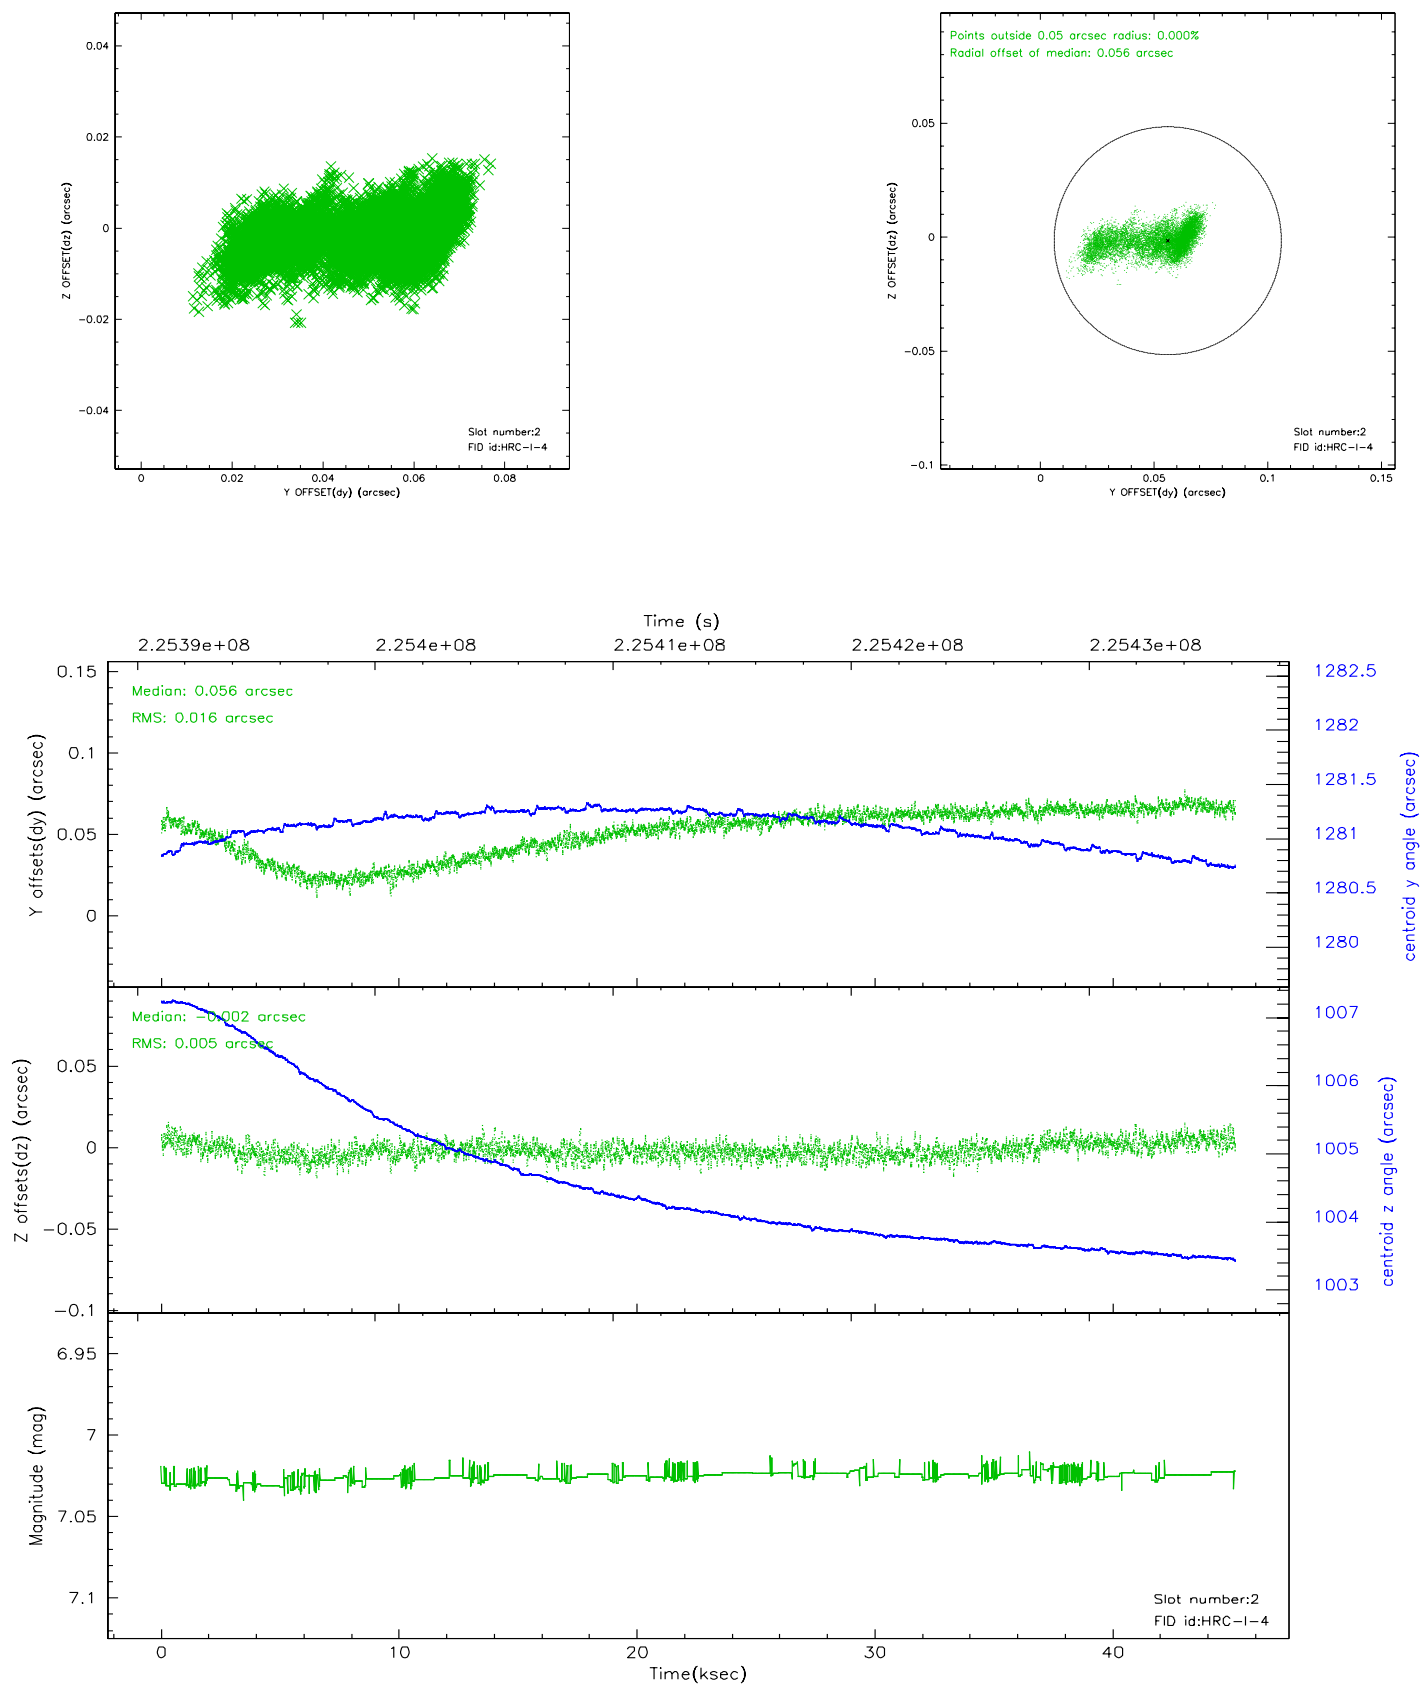 0.04
0.02
0
-0.02
-0.04
Z OFFSET(dz) (arcsec)
Slot number:2
FID id:HRC-I-4
0 0.02 0.04 0.06 0.08
Y OFFSET(dy) (arcsec)
Points outside 0.05 arcsec radius: 0.000%
Radial offset of median: 0.056 arcsec
0.05
0
-0.05
-0.1
Z OFFSET(dz) (arcsec)
Slot number:2
FID id:HRC-I-4
0 0.05 0.1 0.15
Y OFFSET(dy) (arcsec)
Time (s)
2.2539e+08 2.254e+08 2.2541e+08 2.2542e+08 2.2543e+08
Median: 0.056 arcsec
RMS: 0.016 arcsec
0.15
0.1
0.05
0
Y offsets(dy) (arcsec)
1282.5
1282
1281.5
1281
1280.5
1280
centroid y angle (arcsec)
Median: -0.002 arcsec
RMS: 0.005 arcsec
0.05
0
-0.05
-0.1
Z offsets(dz) (arcsec)
1007
1006
1005
1004
1003
centroid z angle (arcsec)
6.95
7
7.05
7.1
Magnitude (mag)
Slot number:2
FID id:HRC-I-4
0 10 20 30 40
Time(ksec)